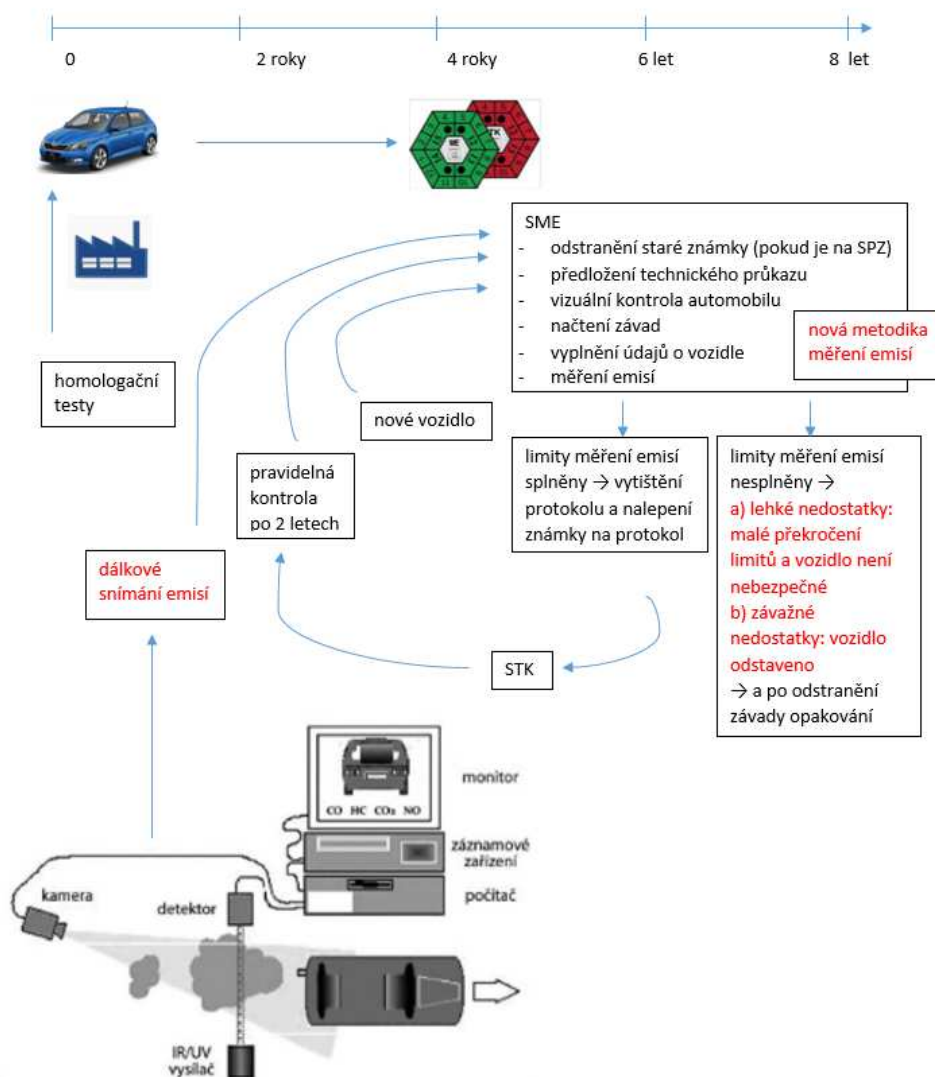 0
2 roky
4 roky
6 let
8 let
SME
- odstranění staré známky (pokud je na SPZ)
- předložení technického průkazu
- vizuální kontrola automobilu
- načtení závad
- vyplnění údajů o vozidle
- měření emisí
nová metodika
měření emisí
homologační
testy
nové vozidlo
pravidelná
kontrola
po 2 letech
limity měření emisí
splněny → vytištění
protokolu a nalepení
známky na protokol
limity měření emisí
nesplněny →
a) lehké nedostatky:
malé překročení
limitů a vozidlo není
nebezpečné
b) závažné
nedostatky: vozidlo
odstaveno
→ a po odstranění
závady opakování
dálkové
snímání emisí
STK
CO HC CO₂ NO
monitor
záznamové
zařízení
počítač
kamera
detektor
IR/UV
vysílač